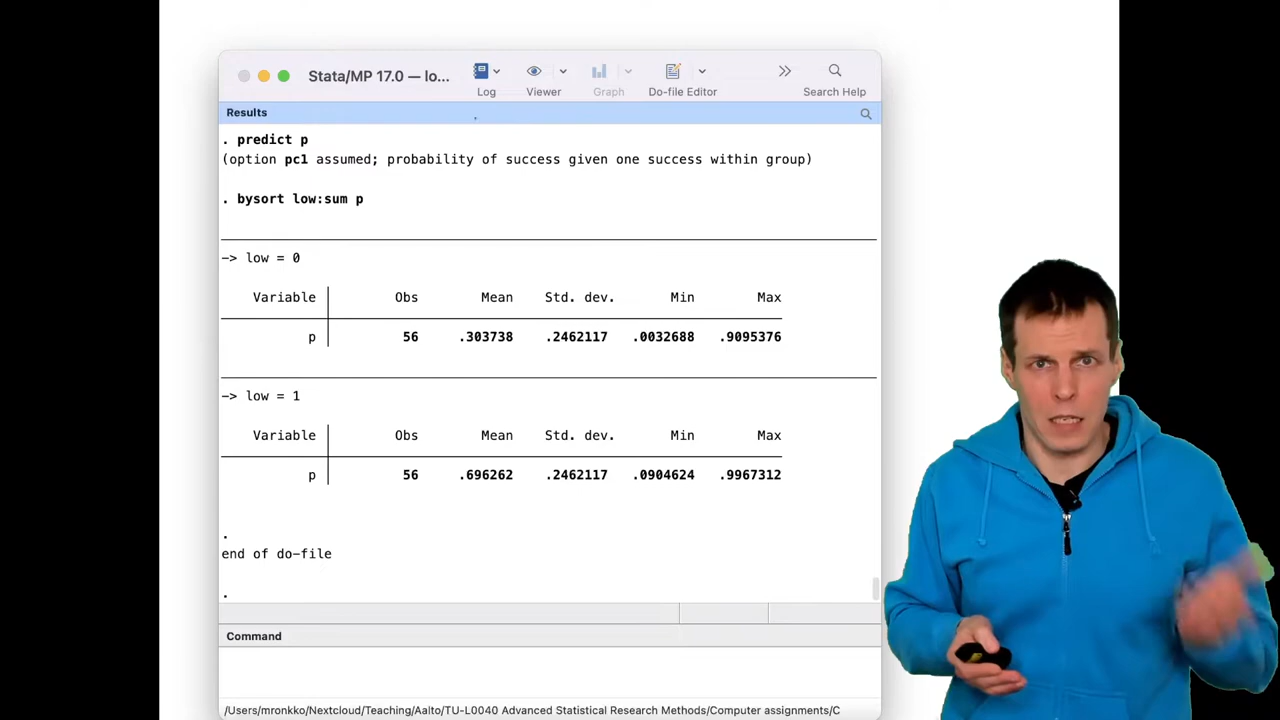 Stata/MP 17.0 — lo...
Log
Viewer
Graph
Do-file Editor
Search Help
Results
. predict p
(option pc1 assumed; probability of success given one success within group)
. bysort low:sum p
-> low = 0
Variable Obs Mean Std. dev. Min Max
p 56 .303738 .2462117 .0032688 .9095376
-> low = 1
Variable Obs Mean Std. dev. Min Max
p 56 .696262 .2462117 .0904624 .9967312
.
end of do-file
.
Command
/Users/mronkko/Nextcloud/Teaching/Aalto/TU-L0040 Advanced Statistical Research Methods/Computer assignments/C